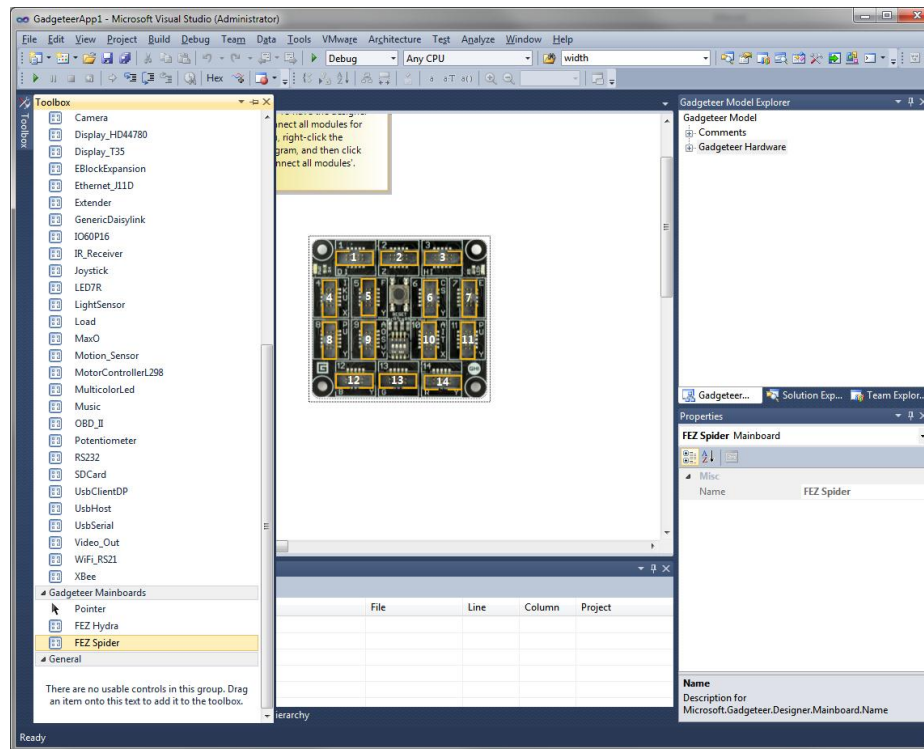 GadgeteerApp1 - Microsoft Visual Studio (Administrator)
File Edit View Project Build Debug Team Data Tools VMware Architecture Test Analyze Window Help
Debug Any CPU width
Hex
Toolbox
Toolbox
Camera
Display_HD44780
Display_T35
EBlockExpansion
Ethernet_J11D
Extender
GenericDaisylink
IO60P16
IR_Receiver
Joystick
LED7R
LightSensor
Load
MaxO
Motion_Sensor
MotorControllerL298
MulticolorLed
Music
OBD_II
Potentiometer
RS232
SDCard
UsbClientDP
UsbHost
UsbSerial
Video_Out
WiFi_RS21
XBee
Gadgeteer Mainboards
Pointer
FEZ Hydra
FEZ Spider
General
There are no usable controls in this group. Drag
an item onto this text to add it to the toolbox.
nnect all modules for
, right-click the
gram, and then click
nnect all modules'.
1 2 3
4 5 6 7
8 9 10 11
12 13 14
File Line Column Project
ierarchy
Gadgeteer Model Explorer
Gadgeteer Model
Comments
Gadgeteer Hardware
Gadgeteer... Solution Exp... Team Explor...
Properties
FEZ Spider Mainboard
Misc
Name FEZ Spider
Name
Description for
Microsoft.Gadgeteer.Designer.Mainboard.Name
Ready